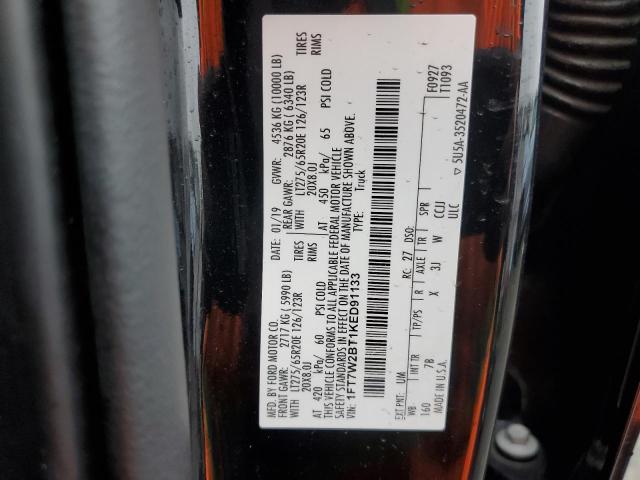 MFD. BY FORD MOTOR CO.
DATE: 01/19 GVWR: 4536 KG (10000 LB)
FRONT GAWR: 2717 KG ( 5990 LB) REAR GAWR: 2876 KG ( 6340 LB)
WITH LT275/65R20E 126/123R TIRES WITH LT275/65R20E 126/123R TIRES
20X8.0J RIMS 20X8.0J RIMS
AT 420 kPa/ 60 PSI COLD AT 450 kPa/ 65 PSI COLD
THIS VEHICLE CONFORMS TO ALL APPLICABLE FEDERAL MOTOR VEHICLE
SAFETY STANDARDS IN EFFECT ON THE DATE OF MANUFACTURE SHOWN ABOVE.
VIN: 1FT7W2BT1KED91133 TYPE: Truck
F0927
T1093
EXT PNT: UM RC: 27 DSO:
WB INT TR TP/PS R AXLE TR SPR
160 7B X 3J W CCJJ
ULC
MADE IN U.S.A. ▽ 5U5A-3520472-AA